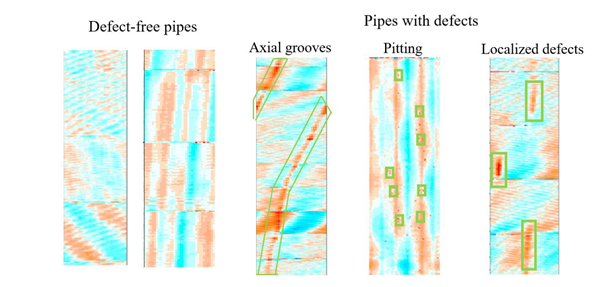 Defect-free pipes
Pipes with defects
Axial grooves
Pitting
Localized defects